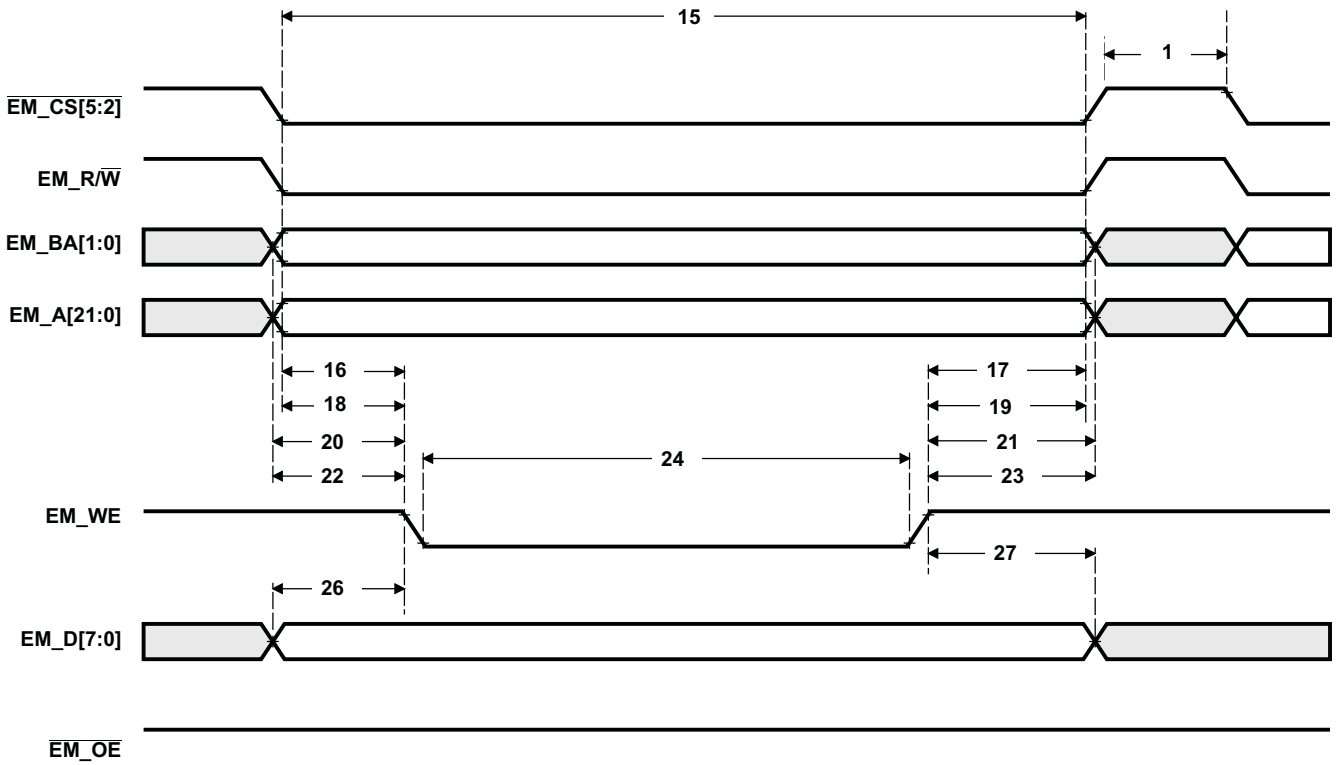 15
1
EM_CS[5:2]
EM_R/W
EM_BA[1:0]
EM_A[21:0]
16
17
18
19
20
21
22
23
24
EM_WE
27
26
EM_D[7:0]
EM_OE